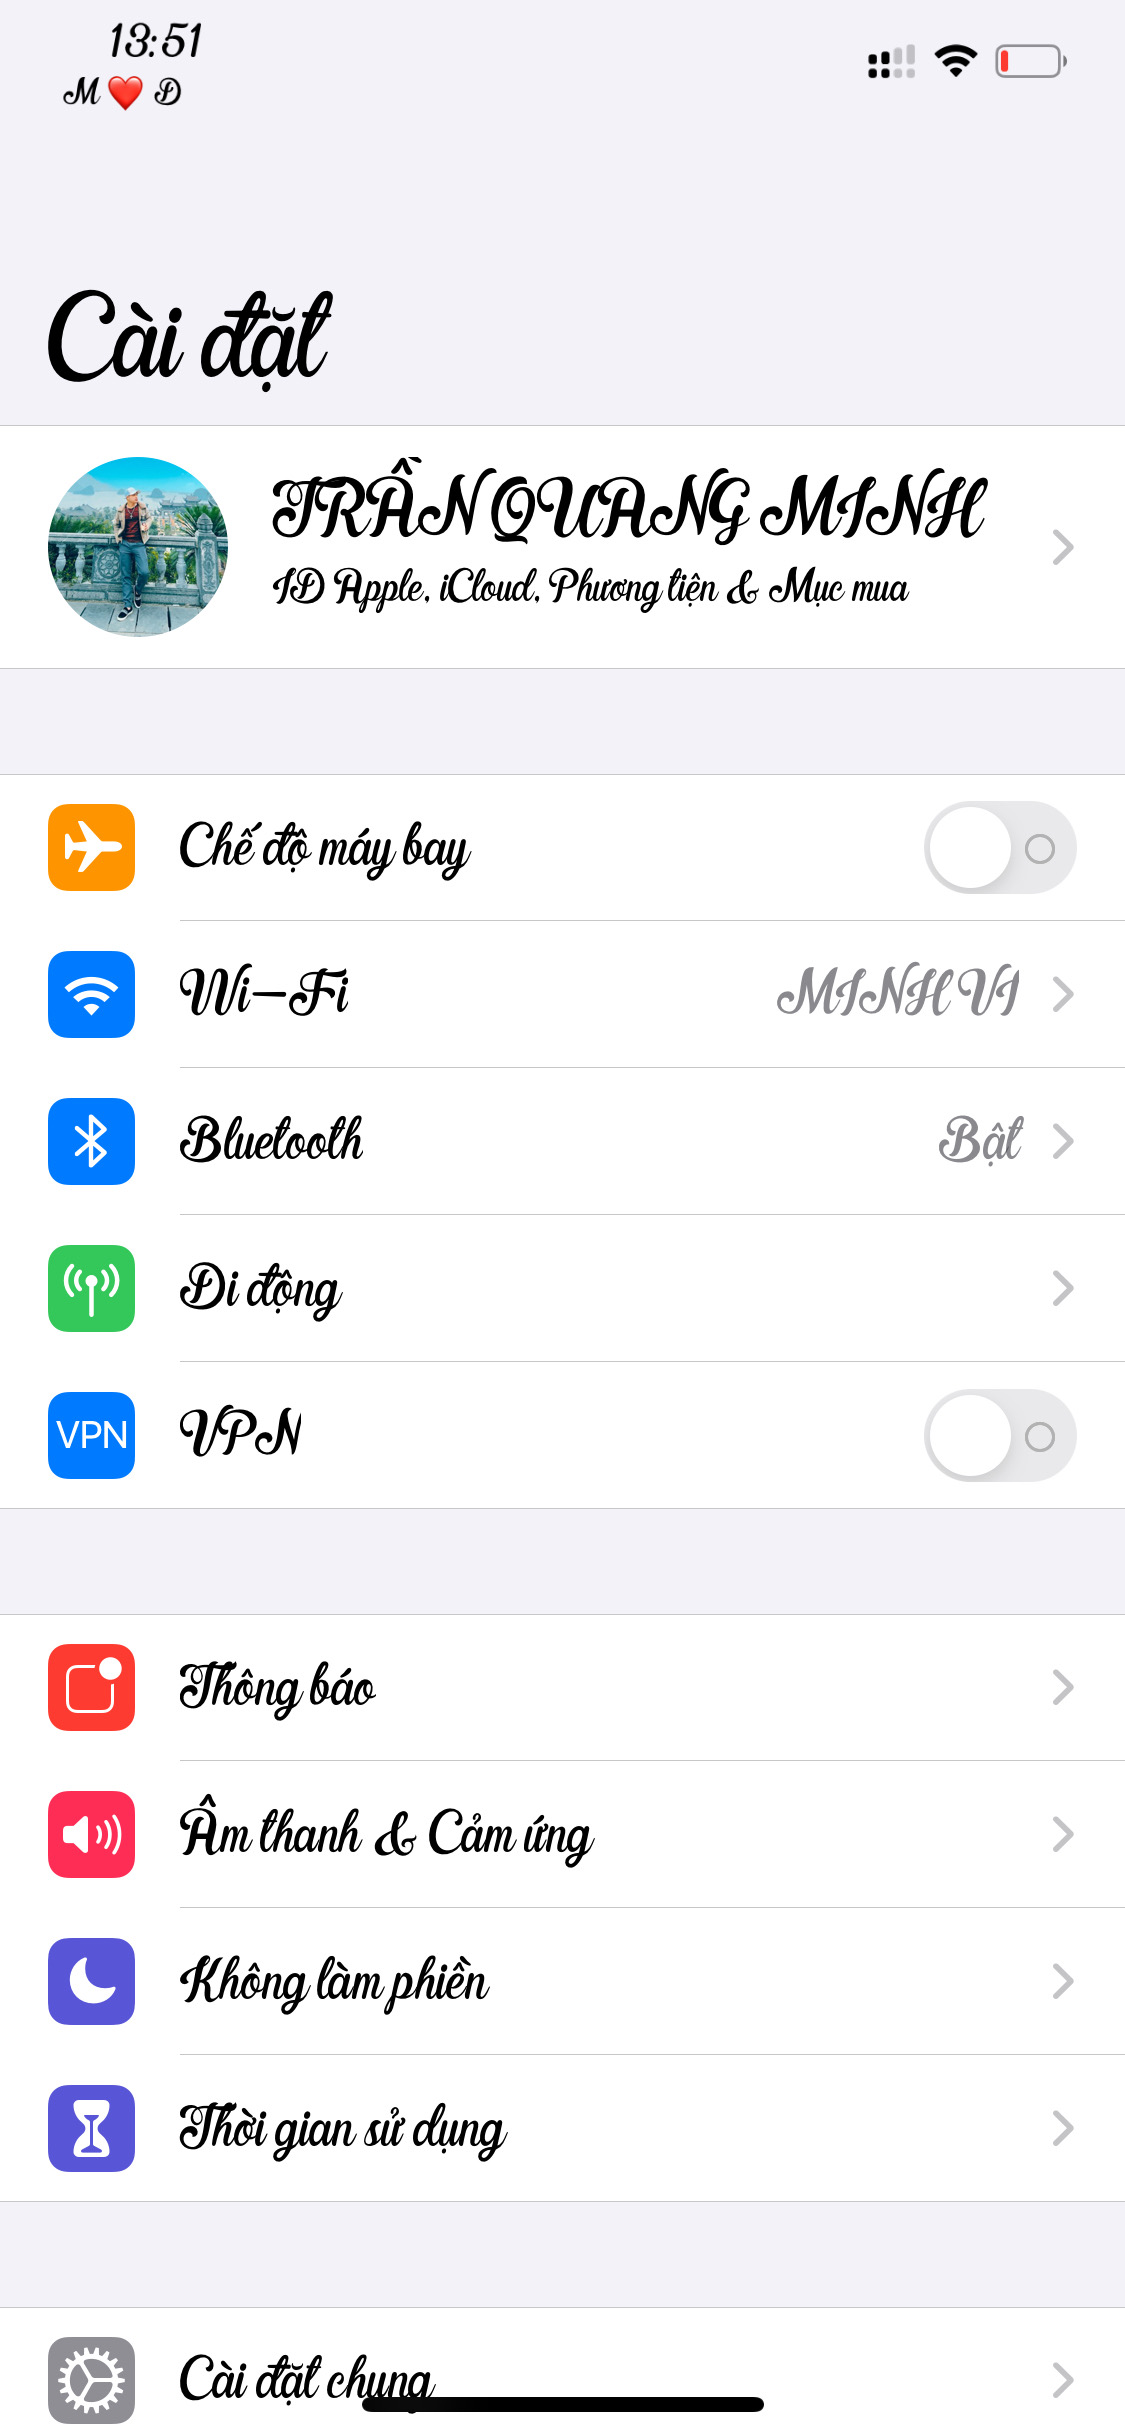 13:51
M❤️Đ
Cài đặt
TRẦN QUANG MINH
ID Apple, iCloud, Phương tiện & Mục mua
Chế độ máy bay
Wi-Fi
MINH VI
Bluetooth
Bật
Di động
VPN
VPN
Thông báo
Âm thanh & Cảm ứng
Không làm phiền
Thời gian sử dụng
Cài đặt chung